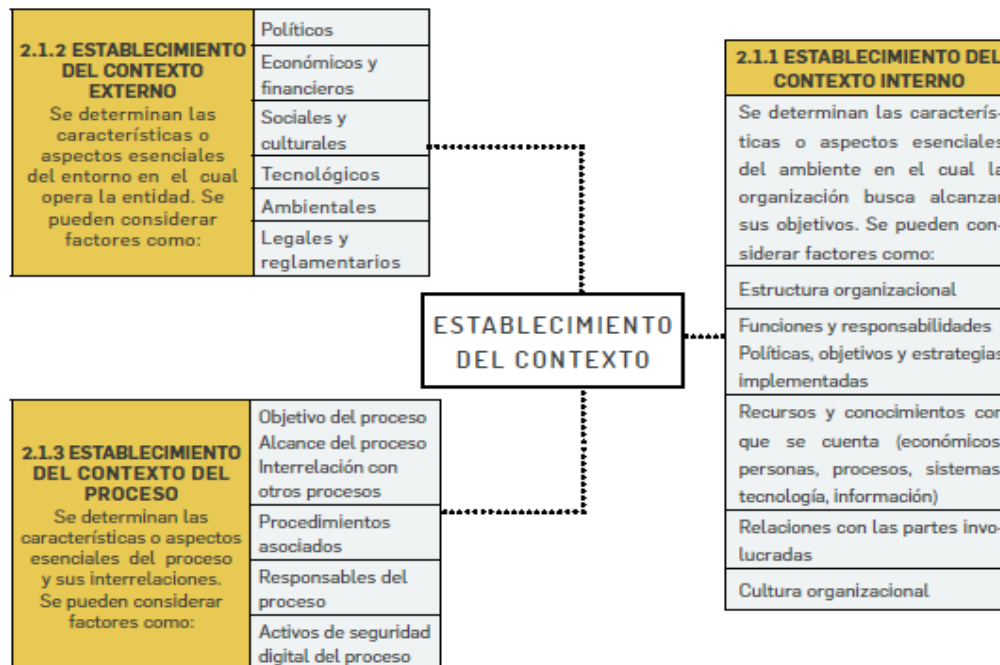 2.1.2 ESTABLECIMIENTO
DEL CONTEXTO
EXTERNO
Se determinan las
características o
aspectos esenciales
del entorno en el cual
opera la entidad. Se
pueden considerar
factores como:
Políticos
Económicos y
financieros
Sociales y
culturales
Tecnológicos
Ambientales
Legales y
reglamentarios
ESTABLECIMIENTO
DEL CONTEXTO
2.1.1 ESTABLECIMIENTO DEL
CONTEXTO INTERNO
Se determinan las caracterís-
ticas o aspectos esenciales
del ambiente en el cual la
organización busca alcanzar
sus objetivos. Se pueden con-
siderar factores como:
Estructura organizacional
Funciones y responsabilidades
Políticas, objetivos y estrategias
implementadas
Recursos y conocimientos con
que se cuenta (económicos,
personas, procesos, sistemas,
tecnología, información)
Relaciones con las partes invo-
lucradas
Cultura organizacional
2.1.3 ESTABLECIMIENTO
DEL CONTEXTO DEL
PROCESO
Se determinan las
características o aspectos
esenciales del proceso
y sus interrelaciones.
Se pueden considerar
factores como:
Objetivo del proceso
Alcance del proceso
Interrelación con
otros procesos
Procedimientos
asociados
Responsables del
proceso
Activos de seguridad
digital del proceso